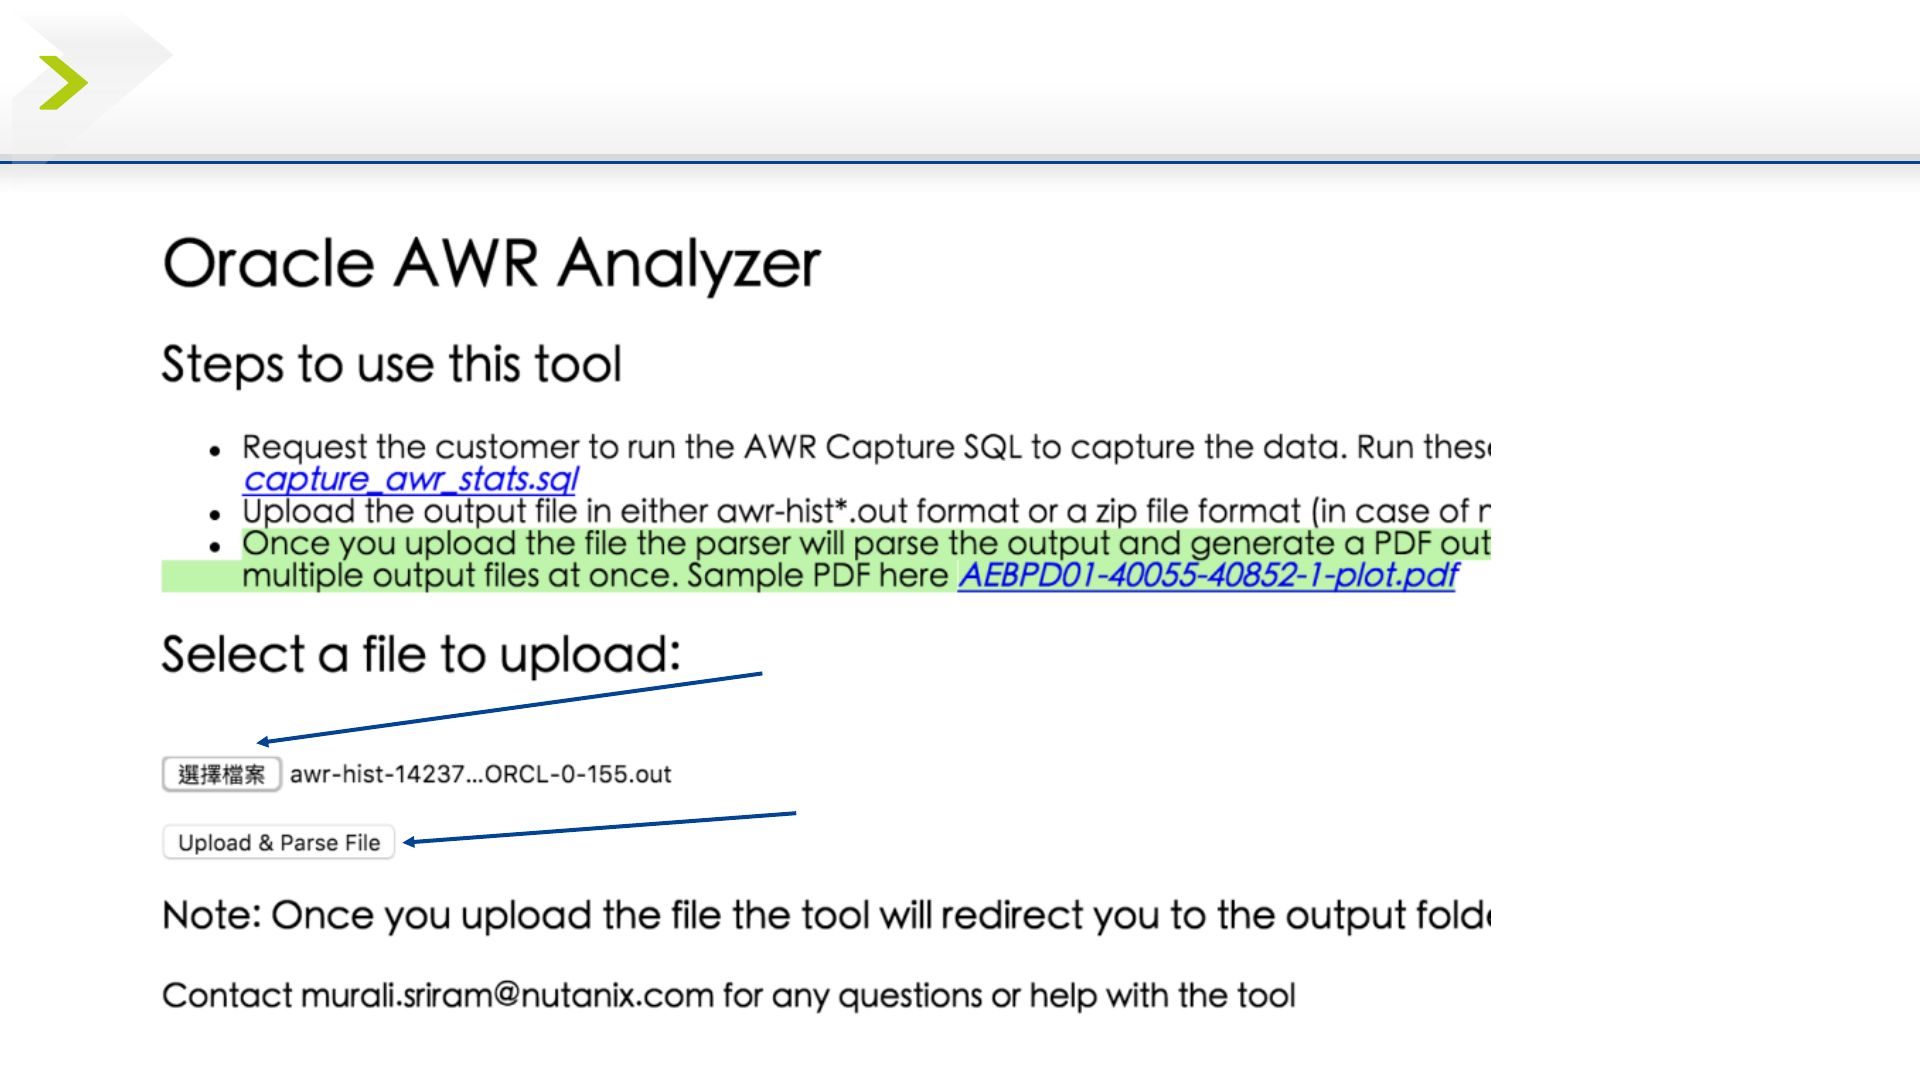 Oracle AWR Analyzer
Steps to use this tool
• Request the customer to run the AWR Capture SQL to capture the data. Run these
capture_awr_stats.sql
• Upload the output file in either awr-hist*.out format or a zip file format (in case of
• Once you upload the file the parser will parse the output and generate a PDF out
multiple output files at once. Sample PDF here AEBPD01-40055-40852-1-plot.pdf
Select a file to upload:
選擇檔案 awr-hist-14237...ORCL-0-155.out
Upload & Parse File
Note: Once you upload the file the tool will redirect you to the output
Contact murali.sriram@nutanix.com for any questions or help with the tool